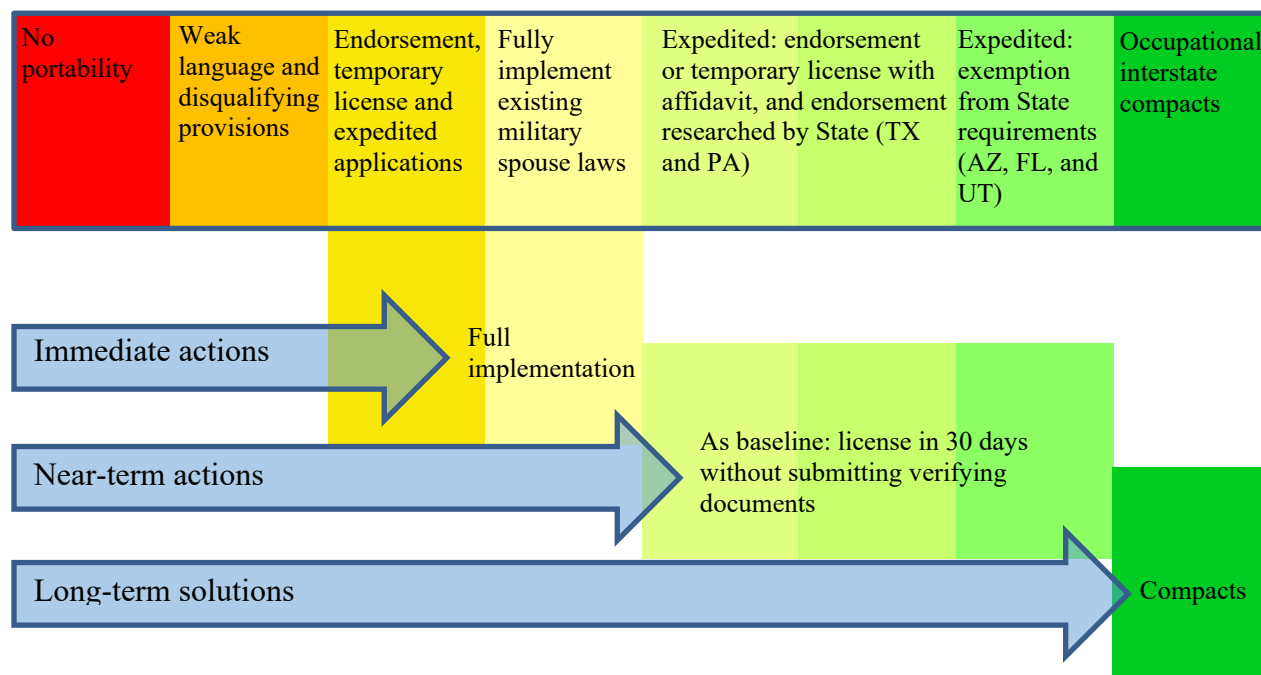 No
portability
Weak
language and
disqualifying
provisions
Endorsement,
temporary
license and
expedited
applications
Fully
implement
existing
military
spouse laws
Expedited: endorsement
or temporary license with
affidavit, and endorsement
researched by State (TX
and PA)
Expedited:
exemption
from State
requirements
(AZ, FL, and
UT)
Occupational
interstate
compacts
Immediate actions
Full
implementation
Near-term actions
As baseline: license in 30 days
without submitting verifying
documents
Long-term solutions
Compacts